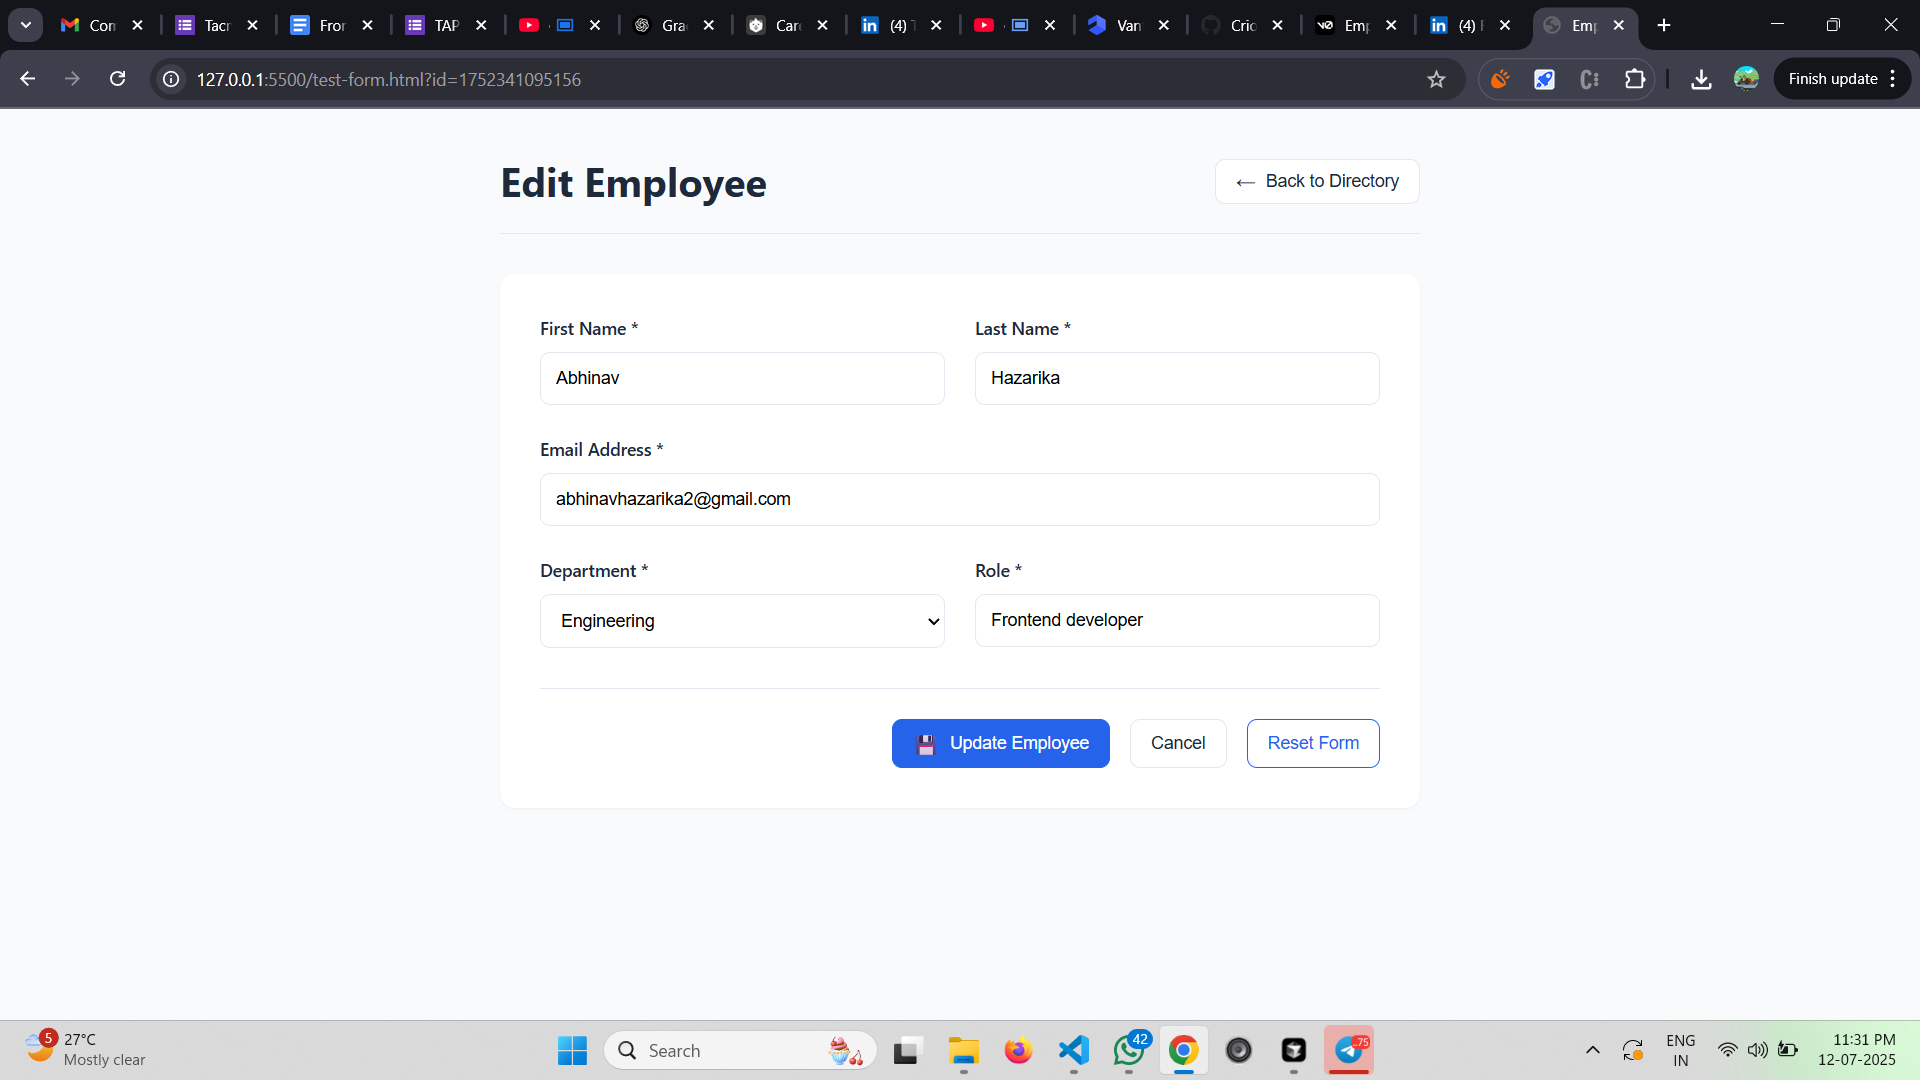 Con
Tacr
Fror
TAP
Gra
Care
(4) T
Van
Cric
Emp
(4) F
Emp
127.0.0.1:5500/test-form.html?id=1752341095156
Finish update
Edit Employee
← Back to Directory
First Name *
Last Name *
Abhinav
Hazarika
Email Address *
abhinavhazarika2@gmail.com
Department *
Role *
Engineering
Frontend developer
Update Employee
Cancel
Reset Form
5
27°C
Mostly clear
Search
42
..75
ENG
IN
11:31 PM
12-07-2025